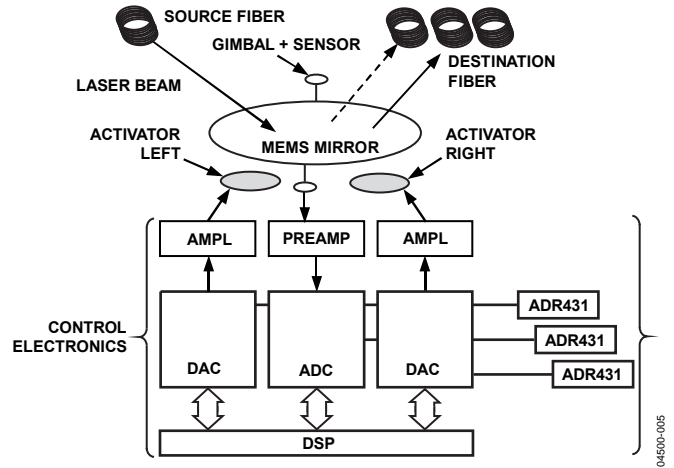 SOURCE FIBER
GIMBAL + SENSOR
DESTINATION
FIBER
LASER BEAM
ACTIVATOR
LEFT
MEMS MIRROR
ACTIVATOR
RIGHT
AMPL
PREAMP
AMPL
CONTROL
ELECTRONICS
DAC
ADC
DAC
ADR431
ADR431
ADR431
DSP
04500-005